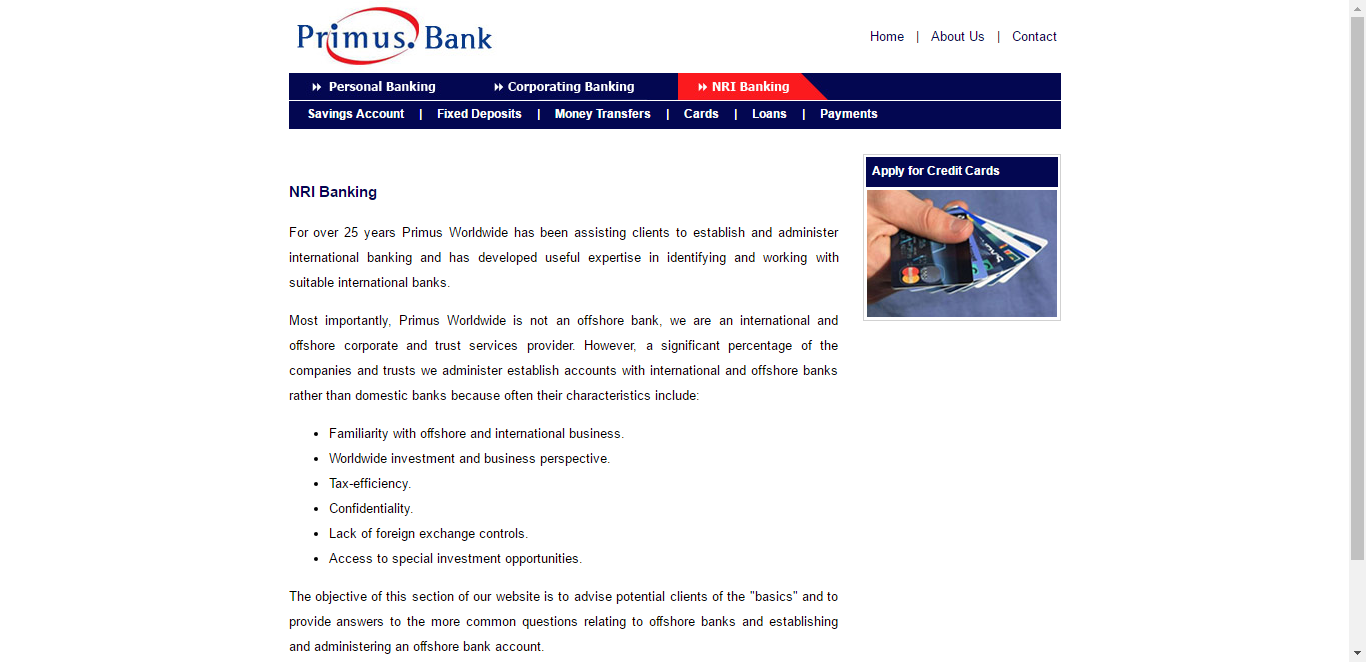 Primus. Bank
Home | About Us | Contact
Personal Banking Corporating Banking NRI Banking
Savings Account | Fixed Deposits | Money Transfers | Cards | Loans | Payments
Apply for Credit Cards
NRI Banking
For over 25 years Primus Worldwide has been assisting clients to establish and administer
international banking and has developed useful expertise in identifying and working with
suitable international banks.
Most importantly, Primus Worldwide is not an offshore bank, we are an international and
offshore corporate and trust services provider. However, a significant percentage of the
companies and trusts we administer establish accounts with international and offshore banks
rather than domestic banks because often their characteristics include:
• Familiarity with offshore and international business.
• Worldwide investment and business perspective.
• Tax-efficiency.
• Confidentiality.
• Lack of foreign exchange controls.
• Access to special investment opportunities.
The objective of this section of our website is to advise potential clients of the "basics" and to
provide answers to the more common questions relating to offshore banks and establishing
and administering an offshore bank account.